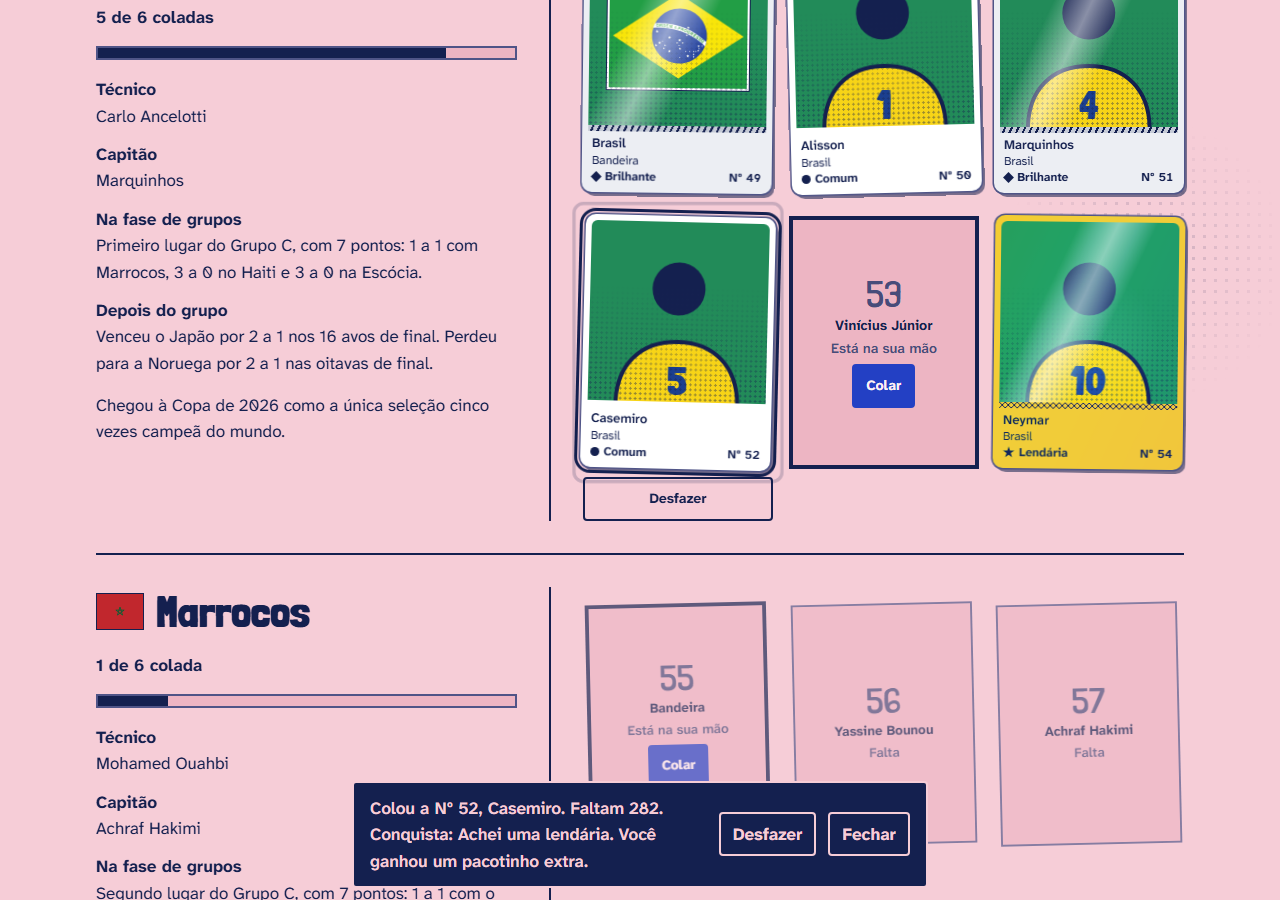 5 de 6 coladas
Técnico
Carlo Ancelotti
Capitão
Marquinhos
Na fase de grupos
Primeiro lugar do Grupo C, com 7 pontos: 1 a 1 com
Marrocos, 3 a 0 no Haiti e 3 a 0 na Escócia.
Depois do grupo
Venceu o Japão por 2 a 1 nos 16 avos de final. Perdeu
para a Noruega por 2 a 1 nas oitavas de final.
Chegou à Copa de 2026 como a única seleção cinco
vezes campeã do mundo.
Brasil
Bandeira
Brilhante
N° 49
1
Alisson
Brasil
Comum
N° 50
4
Marquinhos
Brasil
Brilhante
N° 51
5
Casemiro
Brasil
Comum
N° 52
Desfazer
53
Vinícius Júnior
Está na sua mão
Colar
10
Neymar
Brasil
Lendária
N° 54
Marrocos
1 de 6 colada
Técnico
Mohamed Ouahbi
Capitão
Achraf Hakimi
Na fase de grupos
Segundo lugar do Grupo C, com 7 pontos: 1 a 1 com o
55
Bandeira
Está na sua mão
Colar
56
Yassine Bounou
Falta
57
Achraf Hakimi
Falta
Colou a N° 52, Casemiro. Faltam 282.
Conquista: Achei uma lendária. Você
ganhou um pacotinho extra.
Desfazer
Fechar